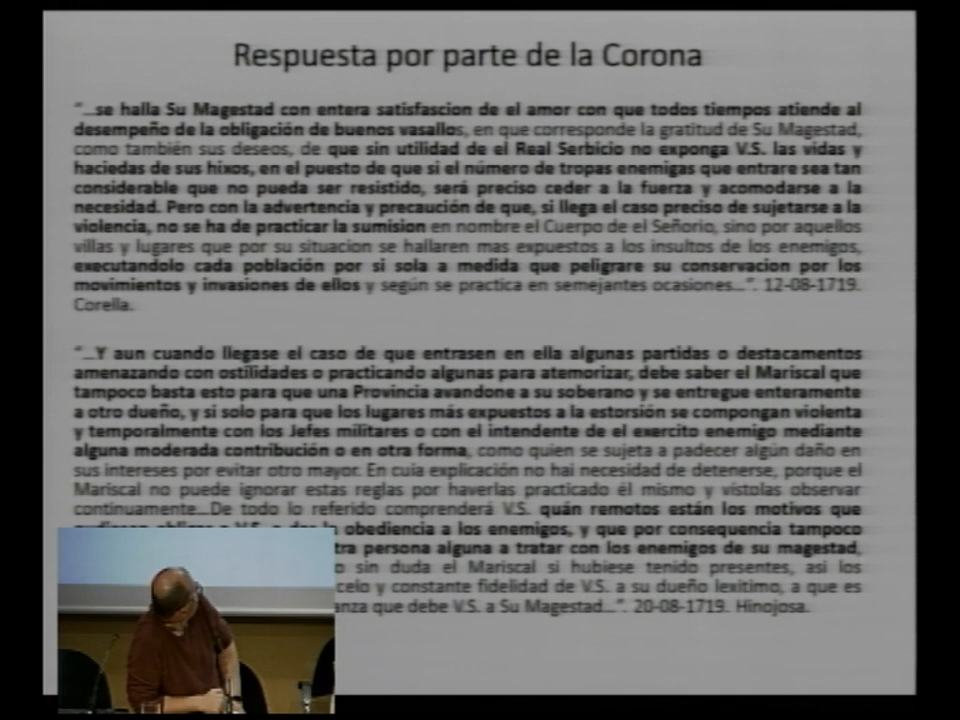 Respuesta por parte de la Corona
"...se halla Su Magestad con entera satisfascion de el amor con que todos tiempos atiende al
desempeño de la obligación de buenos vasallos, en que corresponde la gratitud de Su Magestad,
como también sus deseos, de que sin utilidad de el Real Serbicio no exponga V.S. las vidas y
haciedas de sus hixos, en el puesto de que si el número de tropas enemigas que entrare sea tan
considerable que no pueda ser resistido, será preciso ceder a la fuerza y acomodarse a la
necesidad. Pero con la advertencia y precaución de que, si llega el caso preciso de sujetarse a la
violencia, no se ha de practicar la sumision en nombre el Cuerpo de el Señorio, sino por aquellos
villas y lugares que por su situacion se hallaren mas expuestos a los insultos de los enemigos,
executandolo cada población por si sola a medida que peligrare su conservacion por los
movimientos y invasiones de ellos y según se practica en semejantes ocasiones...". 12-08-1719.
Corella.
"...Y aun cuando llegase el caso de que entrasen en ella algunas partidas o destacamentos
amenazando con ostilidades o practicando algunas para atemorizar, debe saber el Mariscal que
tampoco basta esto para que una Provincia avandone a su soberano y se entregue enteramente
a otro dueño, y si solo para que los lugares más expuestos a la estorsión se compongan violenta
y temporalmente con los Jefes militares o con el intendente de el exercito enemigo mediante
alguna moderada contribución o en otra forma, como quien se sujeta a padecer algún daño en
sus intereses por evitar otro mayor. En cuia explicación no hai necesidad de detenerse, porque el
Mariscal no puede ignorar estas reglas por haverlas practicado él mismo y vístolas observar
continuamente...De todo lo referido comprenderá V.S. quán remotos están los motivos que
obediencia a los enemigos, y que por consequencia tampoco
tra persona alguna a tratar con los enemigos de su magestad,
o sin duda el Mariscal si hubiese tenido presentes, asi los
celo y constante fidelidad de V.S. a su dueño lexitimo, a que es
anza que debe V.S. a Su Magestad...". 20-08-1719. Hinojosa.